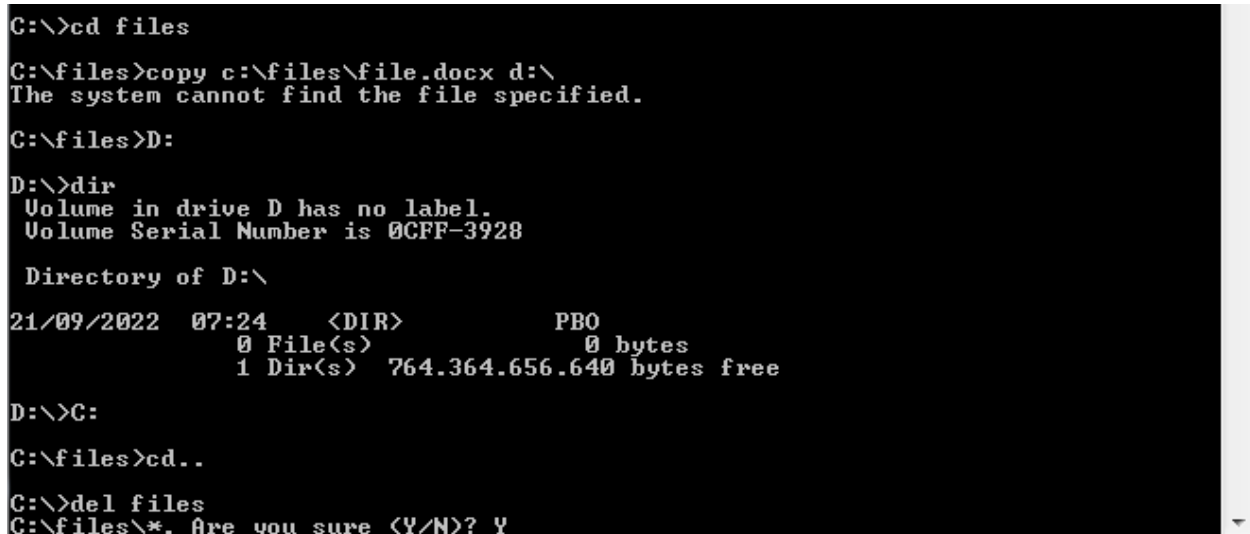 C:\>cd files
C:\files>copy c:\files\file.docx d:\
The system cannot find the file specified.
C:\files>D:
D:\>dir
Volume in drive D has no label.
Volume Serial Number is 0CFF-3928
Directory of D:\
21/09/2022 07:24 <DIR> PBO
0 File(s) 0 bytes
1 Dir(s) 764.364.656.640 bytes free
D:\>C:
C:\files>cd..
C:\>del files
C:\files\*, Are you sure (Y/N)? Y